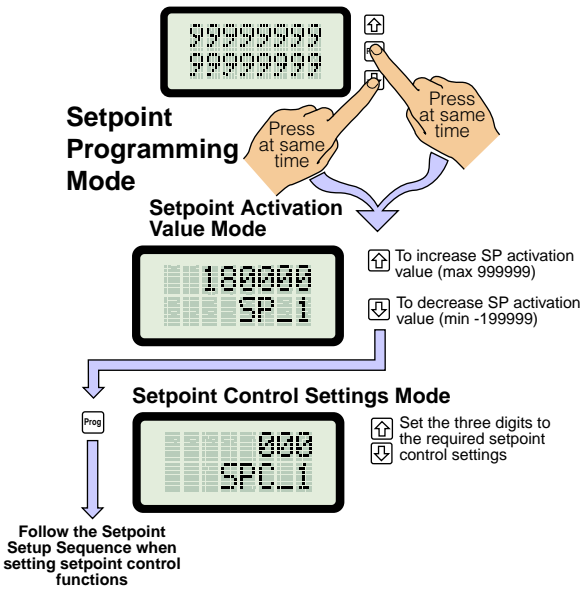 99999999
99999999
Press
at same
time
Press
at same
time
Setpoint
Programming
Mode
Setpoint Activation
Value Mode
180000
SP_1
To increase SP activation
value (max 999999)
To decrease SP activation
value (min -199999)
Setpoint Control Settings Mode
Prog
000
SPC_1
Set the three digits to
the required setpoint
control settings
Follow the Setpoint
Setup Sequence when
setting setpoint control
functions